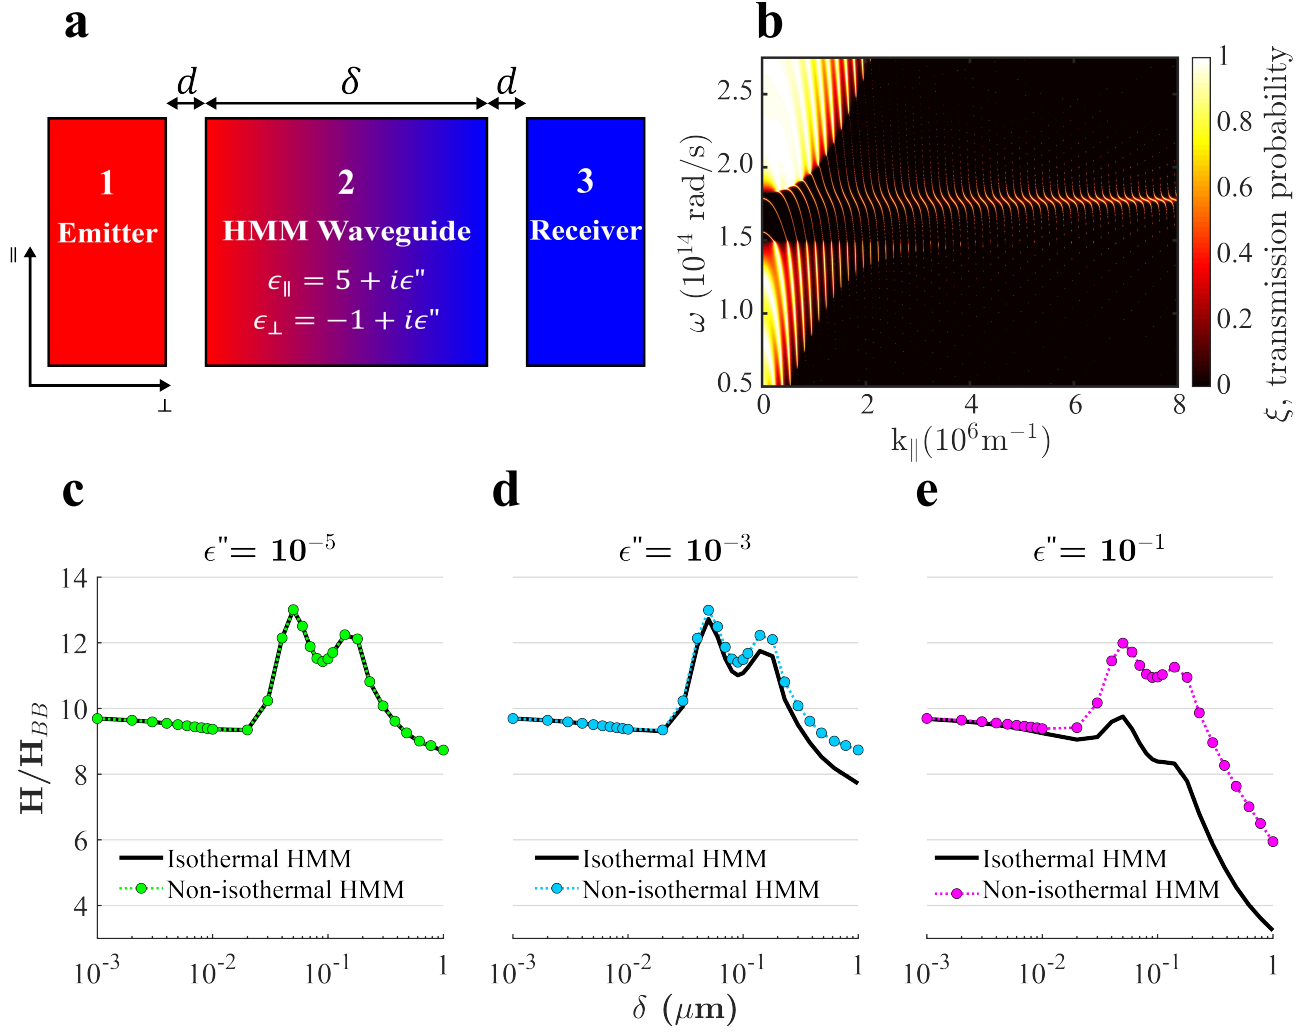 a
d δ d
1
Emitter
2
HMM Waveguide
ϵ∥ = 5 + iϵ"
ϵ⊥ = −1 + iϵ"
3
Receiver
∥
⊥
b
2.5
2.0
1.5
1.0
0.5
0 2 4 6 8
ω (10^14 rad/s)
k∥(10^6 m^−1)
1
0.8
0.6
0.4
0.2
0
ξ, transmission probability
c
ϵ"= 10^−5
14
12
10
8
6
4
H/H_BB
Isothermal HMM
Non-isothermal HMM
10^-3 10^-2 10^-1 1
d
ϵ"= 10^−3
Isothermal HMM
Non-isothermal HMM
10^-3 10^-2 10^-1 1
δ (μm)
e
ϵ"= 10^−1
Isothermal HMM
Non-isothermal HMM
10^-3 10^-2 10^-1 1